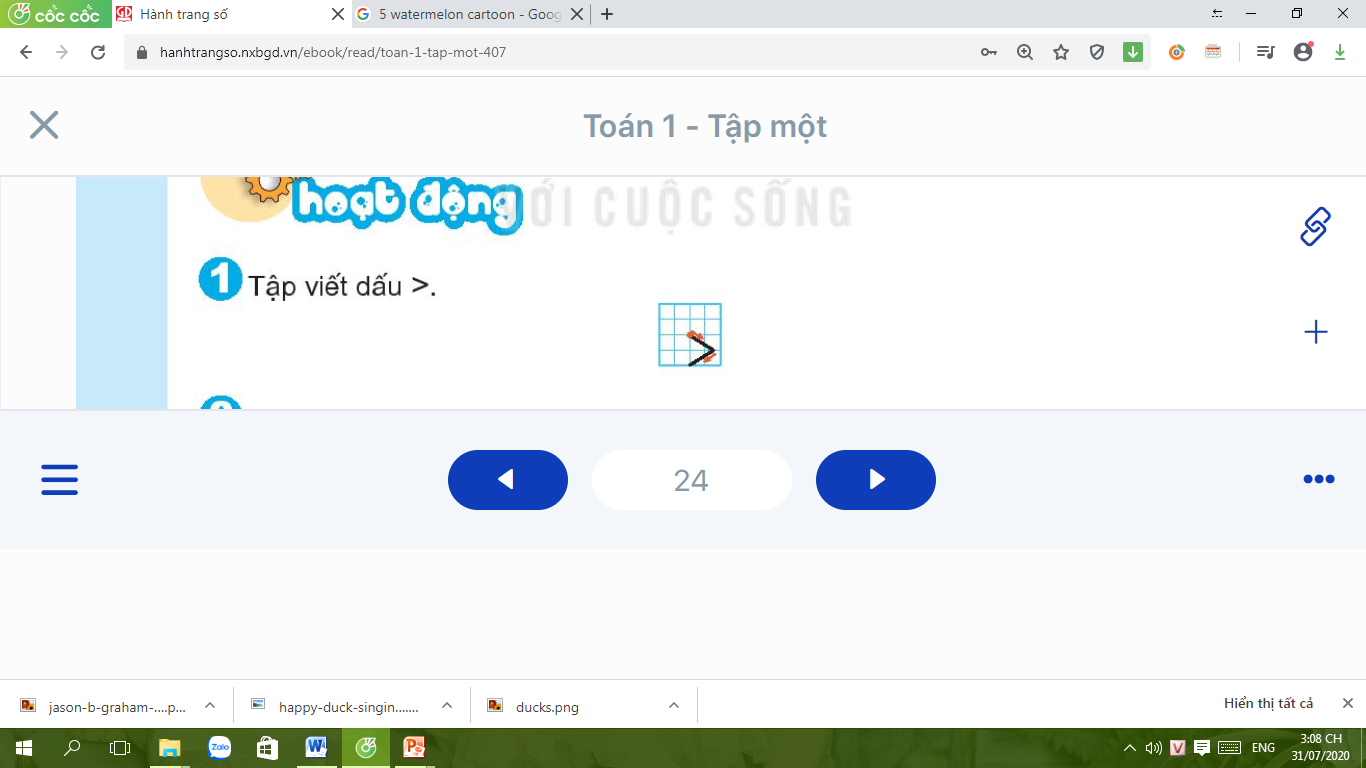 cốc cốc
Hành trang số
5 watermelon cartoon - Goog
hanhtrangso.nxbgd.vn/ebook/read/toan-1-tap-mot-407
Toán 1 - Tập một
hoạt động
ỚI CUỘC SỐNG
1 Tập viết dấu >.
>
24
jason-b-graham-....p...
happy-duck-singin.......
ducks.png
Hiển thị tất cả
Zalo
ENG
3:08 CH
31/07/2020